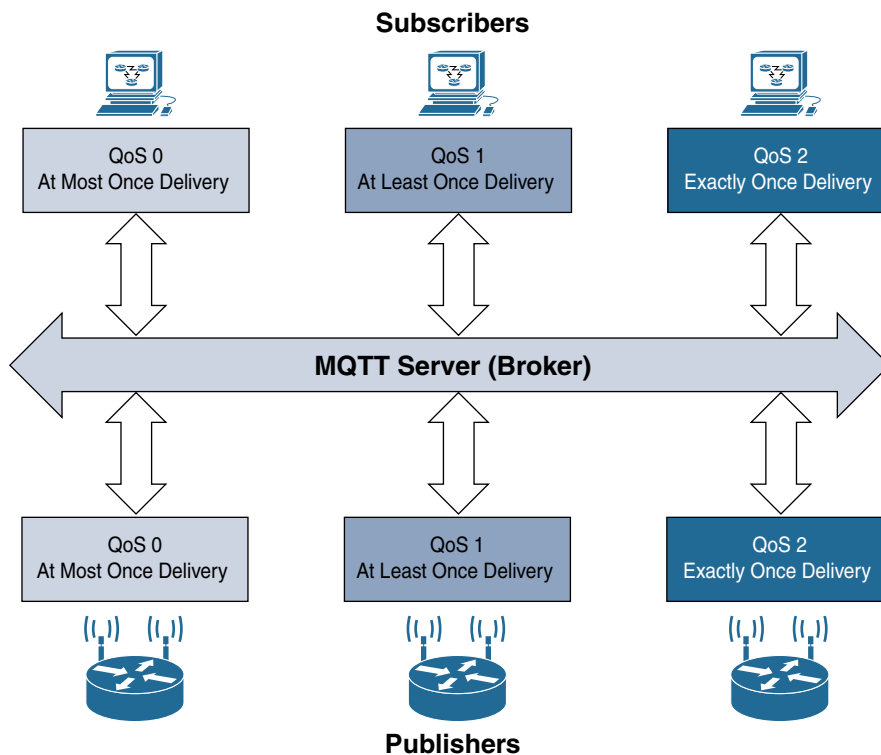 Subscribers
QoS 0
At Most Once Delivery
QoS 1
At Least Once Delivery
QoS 2
Exactly Once Delivery
MQTT Server (Broker)
QoS 0
At Most Once Delivery
QoS 1
At Least Once Delivery
QoS 2
Exactly Once Delivery
Publishers